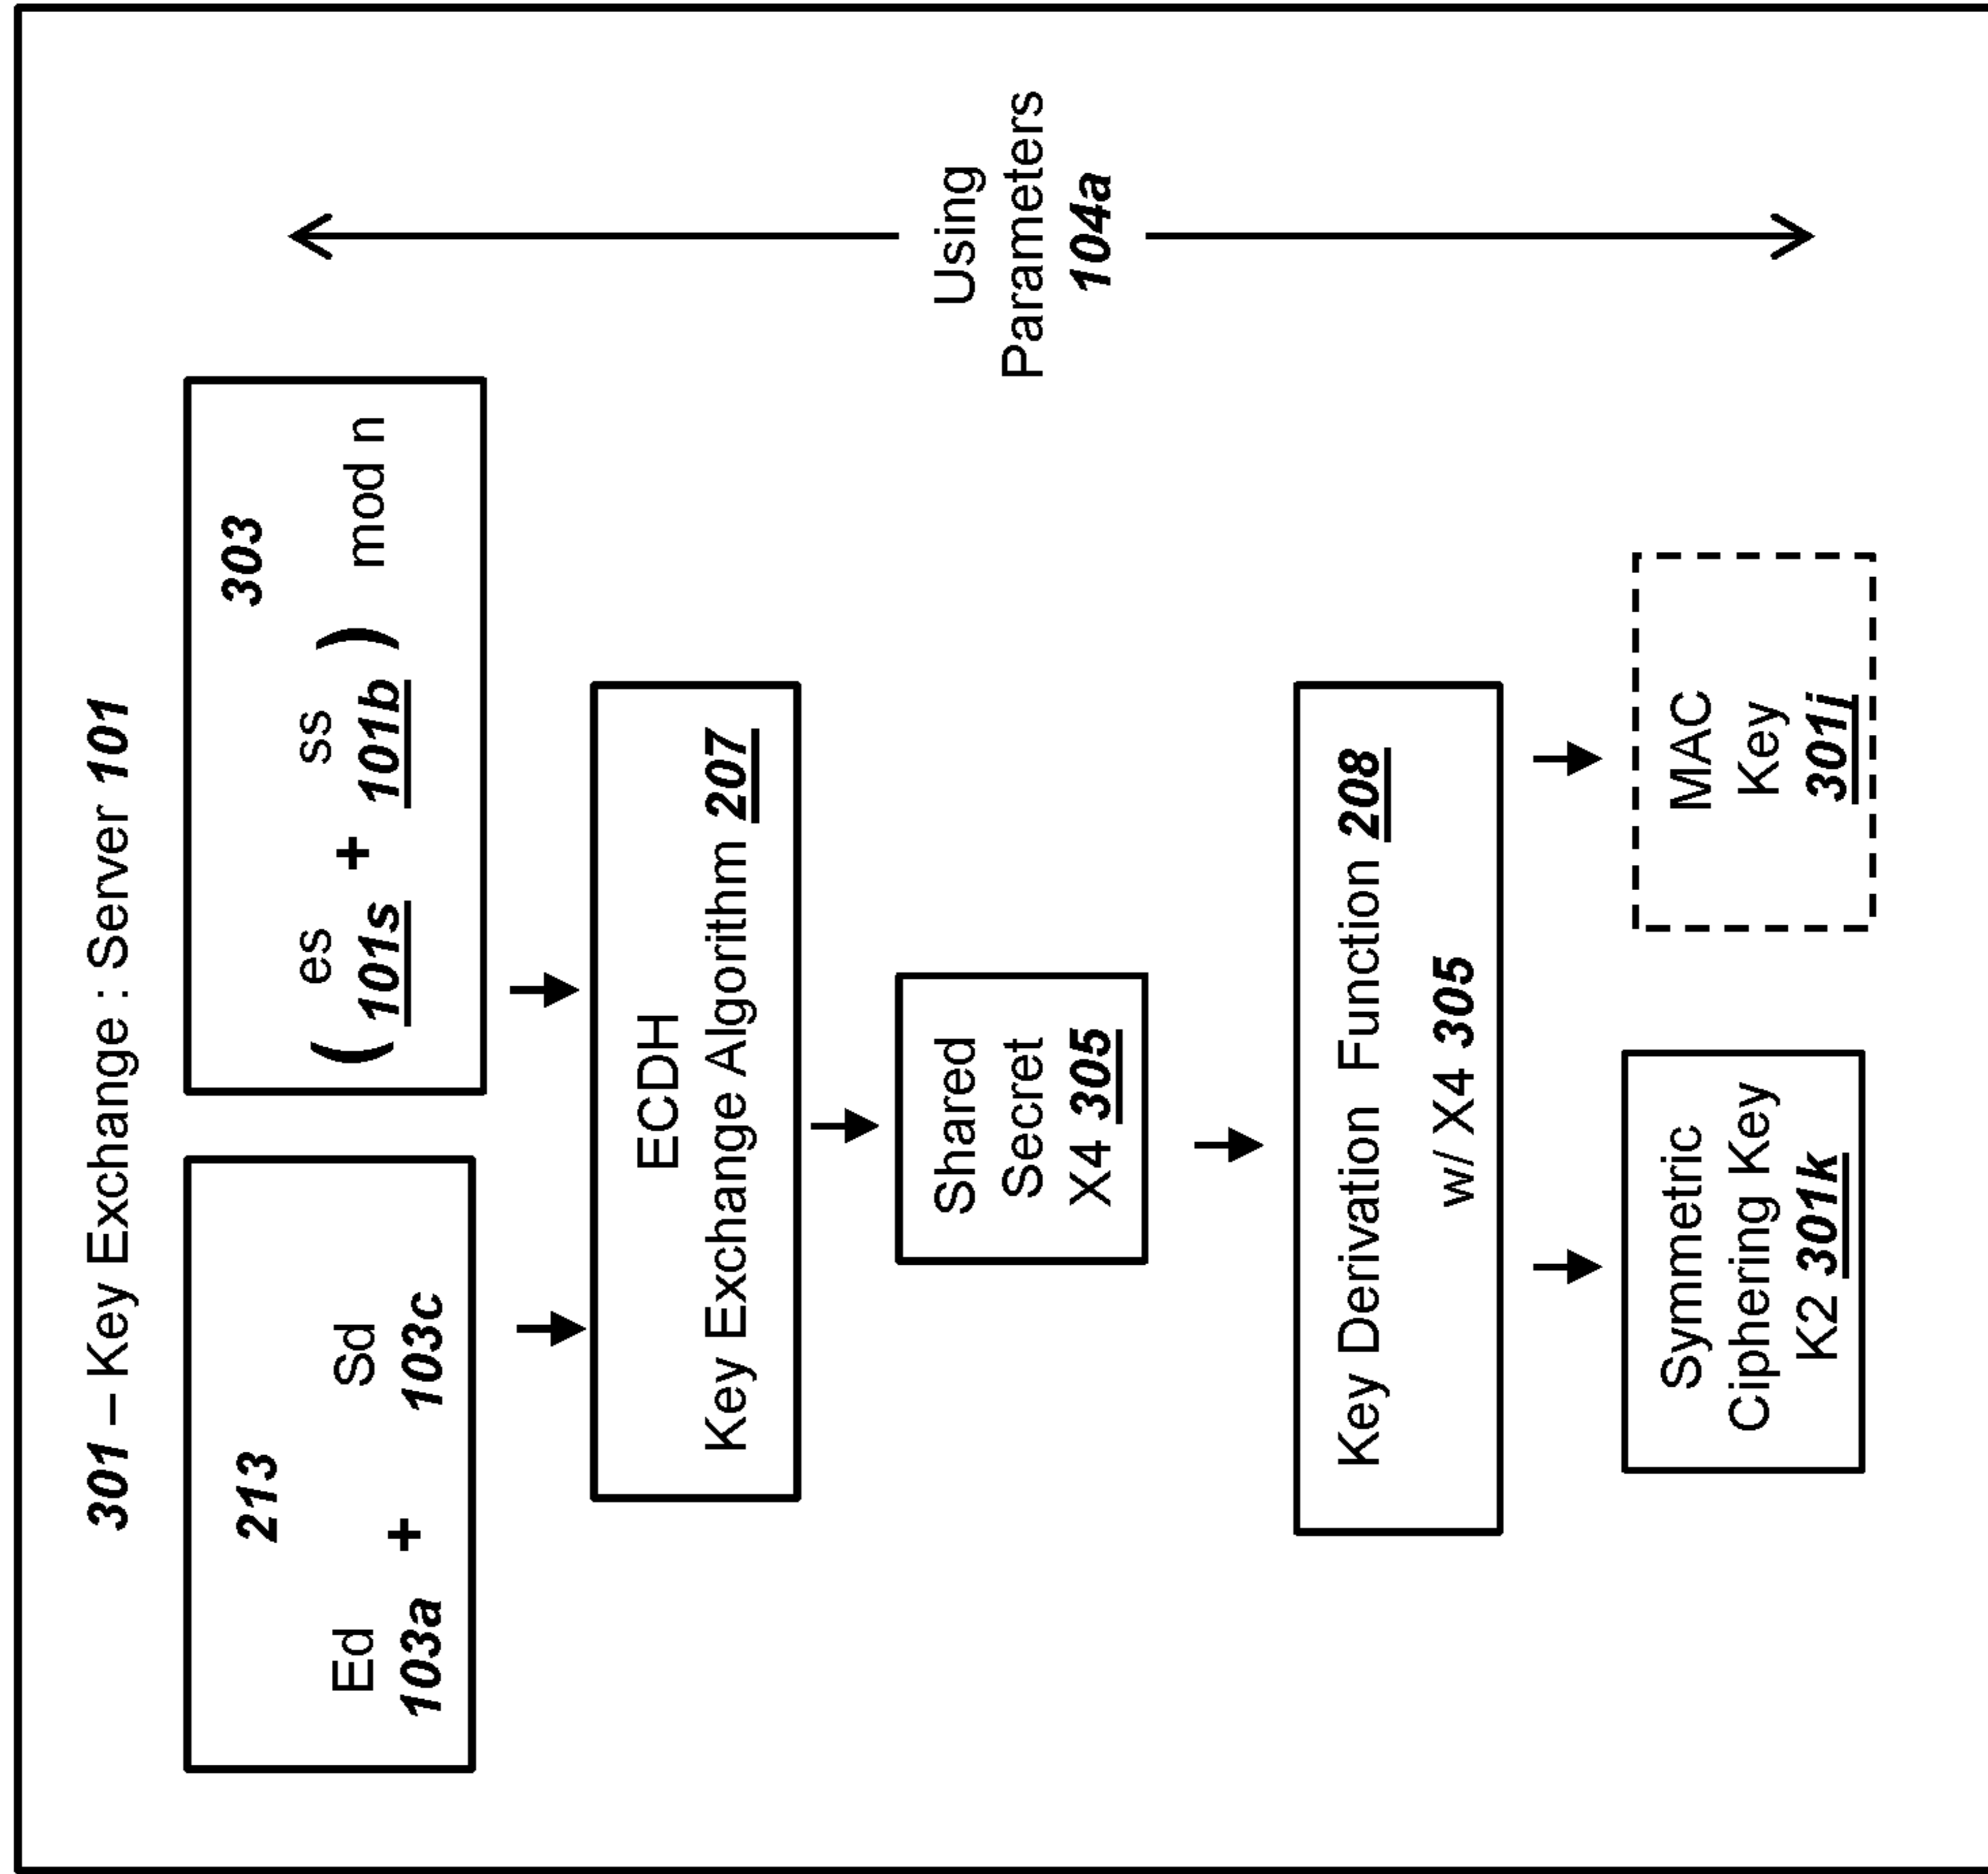 301 – Key Exchange : Server 101
213
Ed + Sd
103a 103c
303
( es + ss ) mod n
101s 101b
ECDH
Key Exchange Algorithm 207
Shared
Secret
X4 305
Key Derivation Function 208
w/ X4 305
Symmetric
Ciphering Key
K2 301k
MAC
Key
301j
Using
Parameters
104a